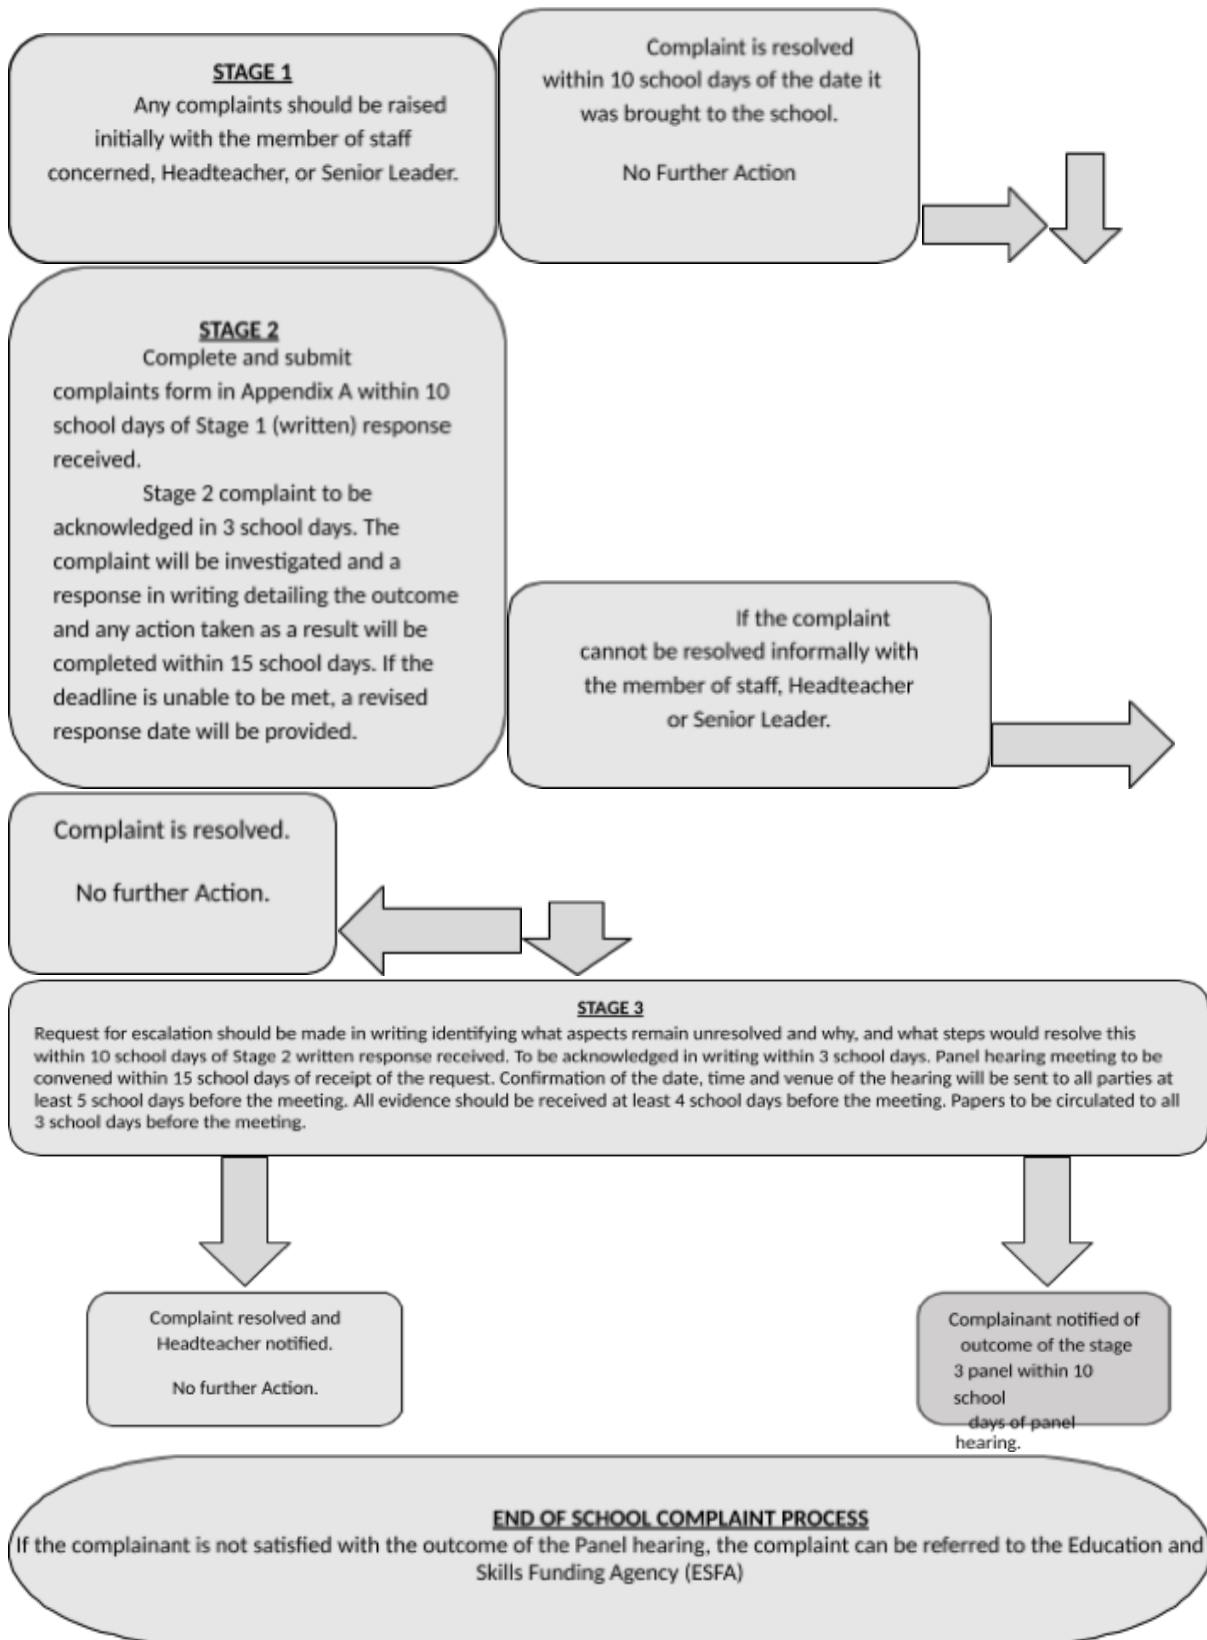 STAGE 1
Any complaints should be raised
initially with the member of staff
concerned, Headteacher, or Senior Leader.
Complaint is resolved
within 10 school days of the date it
was brought to the school.
No Further Action
STAGE 2
Complete and submit
complaints form in Appendix A within 10
school days of Stage 1 (written) response
received.
Stage 2 complaint to be
acknowledged in 3 school days. The
complaint will be investigated and a
response in writing detailing the outcome
and any action taken as a result will be
completed within 15 school days. If the
deadline is unable to be met, a revised
response date will be provided.
If the complaint
cannot be resolved informally with
the member of staff, Headteacher
or Senior Leader.
Complaint is resolved.
No further Action.
STAGE 3
Request for escalation should be made in writing identifying what aspects remain unresolved and why, and what steps would resolve this
within 10 school days of Stage 2 written response received. To be acknowledged in writing within 3 school days. Panel hearing meeting to be
convened within 15 school days of receipt of the request. Confirmation of the date, time and venue of the hearing will be sent to all parties at
least 5 school days before the meeting. All evidence should be received at least 4 school days before the meeting. Papers to be circulated to all
3 school days before the meeting.
Complaint resolved and
Headteacher notified.
No further Action.
Complainant notified of
outcome of the stage
3 panel within 10
school
days of panel
hearing.
END OF SCHOOL COMPLAINT PROCESS
If the complainant is not satisfied with the outcome of the Panel hearing, the complaint can be referred to the Education and
Skills Funding Agency (ESFA)